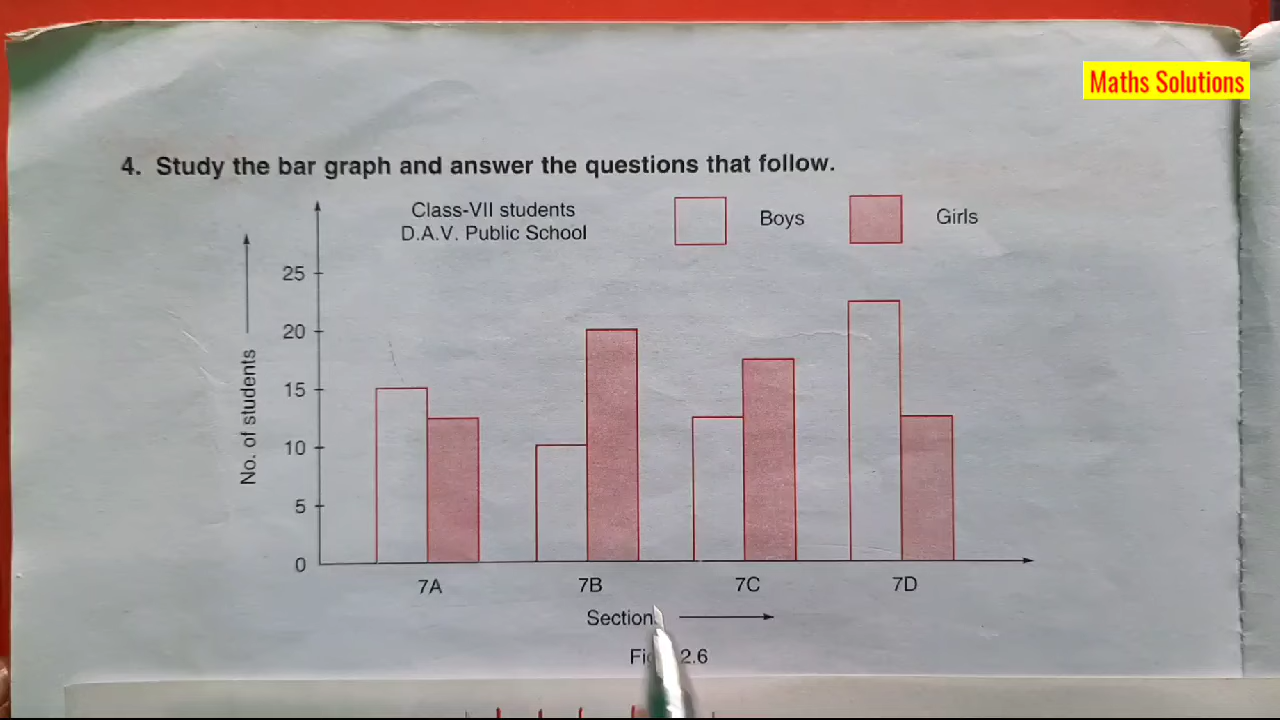 Maths Solutions
4. Study the bar graph and answer the questions that follow.
Class-VII students
D.A.V. Public School
Boys
Girls
No. of students
25
20
15
10
5
0
7A
7B
7C
7D
Section
2.6